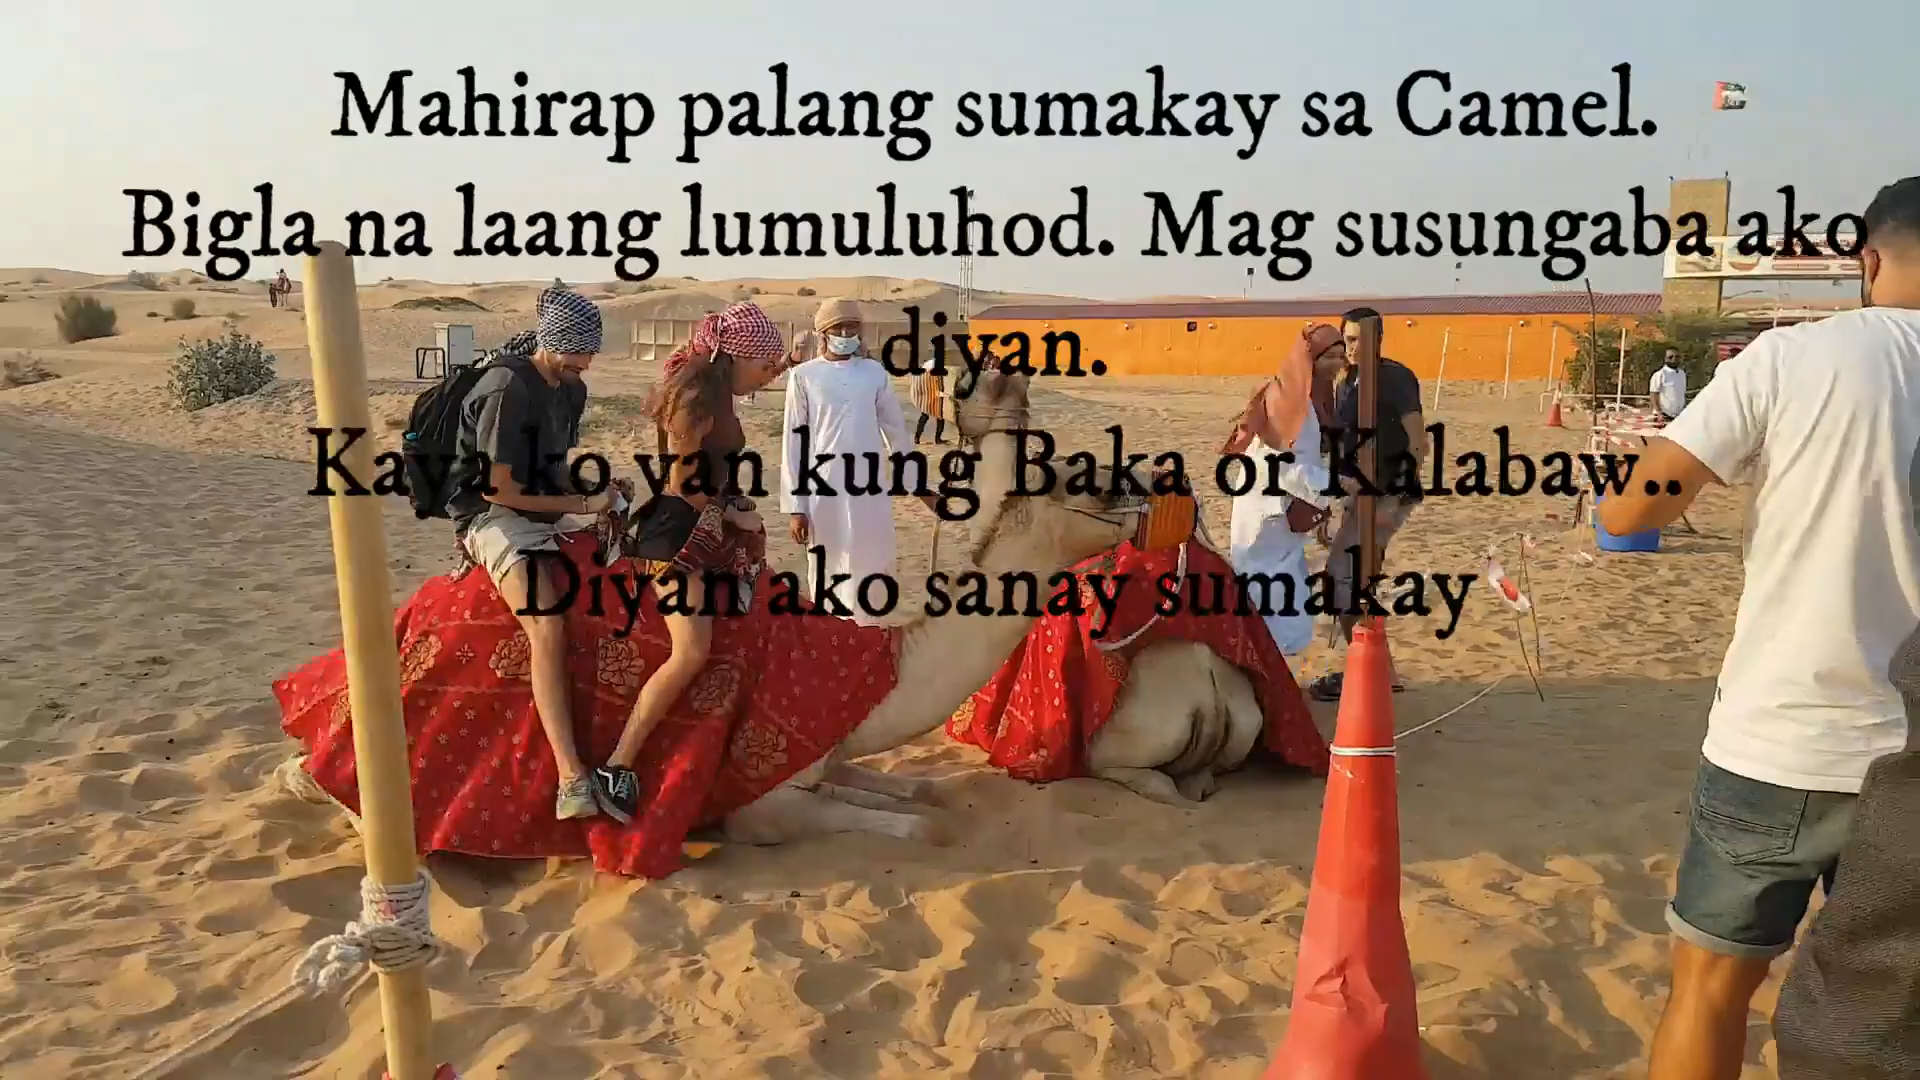 Mahirap palang sumakay sa Camel.
Bigla na laang lumuluhod. Mag susungaba ako
diyan.
Kaya ko yan kung Baka or Kalabaw..
Diyan ako sanay sumakay